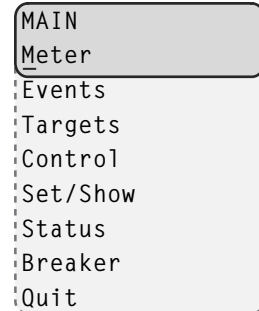 MAIN
Meter
Events
Targets
Control
Set/Show
Status
Breaker
Quit